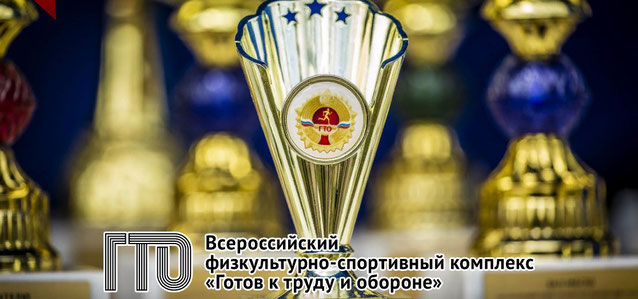 ГТО
ГТО
Всероссийский
физкультурно-спортивный комплекс
«Готов к труду и обороне»